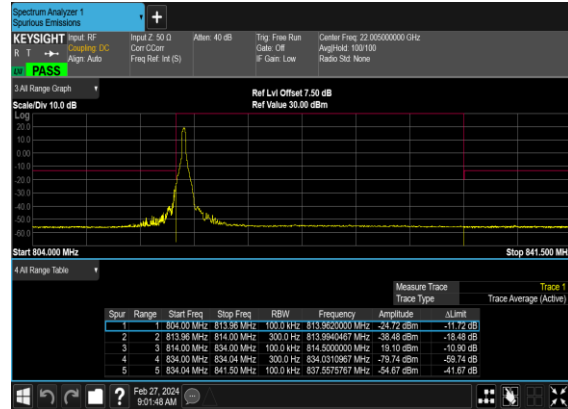 Spectrum Analyzer 1
Spurious Emissions
KEYSIGHT Input: RF Input Z: 50 Ω Atten: 40 dB Trig: Free Run Center Freq: 22.005000000 GHz
R T Coupling: DC Corr CCorr Gate: Off Avg|Hold: 100/100
Align: Auto Freq Ref: Int (S) IF Gain: Low Radio Std: None
PASS
3 All Range Graph
Ref Lvl Offset 7.50 dB
Scale/Div 10.0 dB Ref Value 30.00 dBm
Log
20.0
10.0
0.00
-10.0
-20.0
-30.0
-40.0
-50.0
-60.0
Start 804.000 MHz Stop 841.500 MH
4 All Range Table
Measure Trace Trace 1
Trace Type Trace Average (Active)
Spur Range Start Freq Stop Freq RBW Frequency Amplitude ΔLimit
1 1 804.00 MHz 813.96 MHz 100.0 kHz 813.9620000 MHz -24.72 dBm -11.72 dB
2 2 813.96 MHz 814.00 MHz 300.0 Hz 813.9940467 MHz -38.48 dBm -18.48 dB
3 3 814.00 MHz 834.00 MHz 100.0 kHz 814.5000000 MHz 19.10 dBm -10.90 dB
4 4 834.00 MHz 834.04 MHz 300.0 Hz 834.0310967 MHz -79.74 dBm -59.74 dB
5 5 834.04 MHz 841.50 MHz 100.0 kHz 837.5575767 MHz -54.67 dBm -41.67 dB
? Feb 27, 2024
9:01:48 AM